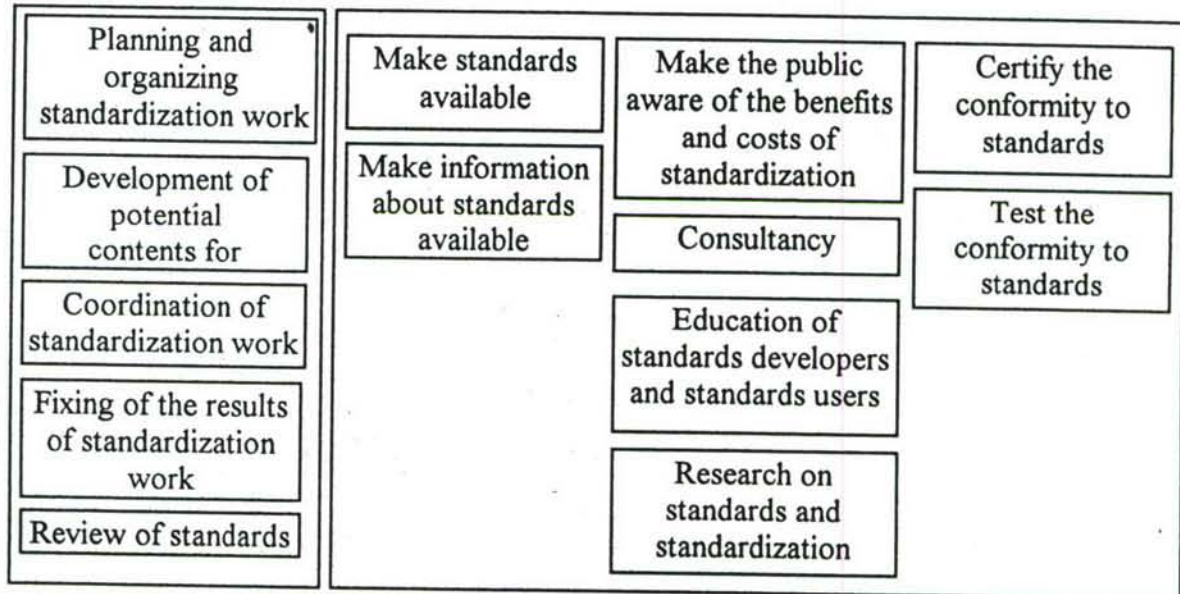 Planning and
organizing
standardization work
Development of
potential
contents for
Coordination of
standardization work
Fixing of the results
of standardization
work
Review of standards
Make standards
available
Make information
about standards
available
Make the public
aware of the benefits
and costs of
standardization
Consultancy
Education of
standards developers
and standards users
Research on
standards and
standardization
Certify the
conformity to
standards
Test the
conformity to
standards